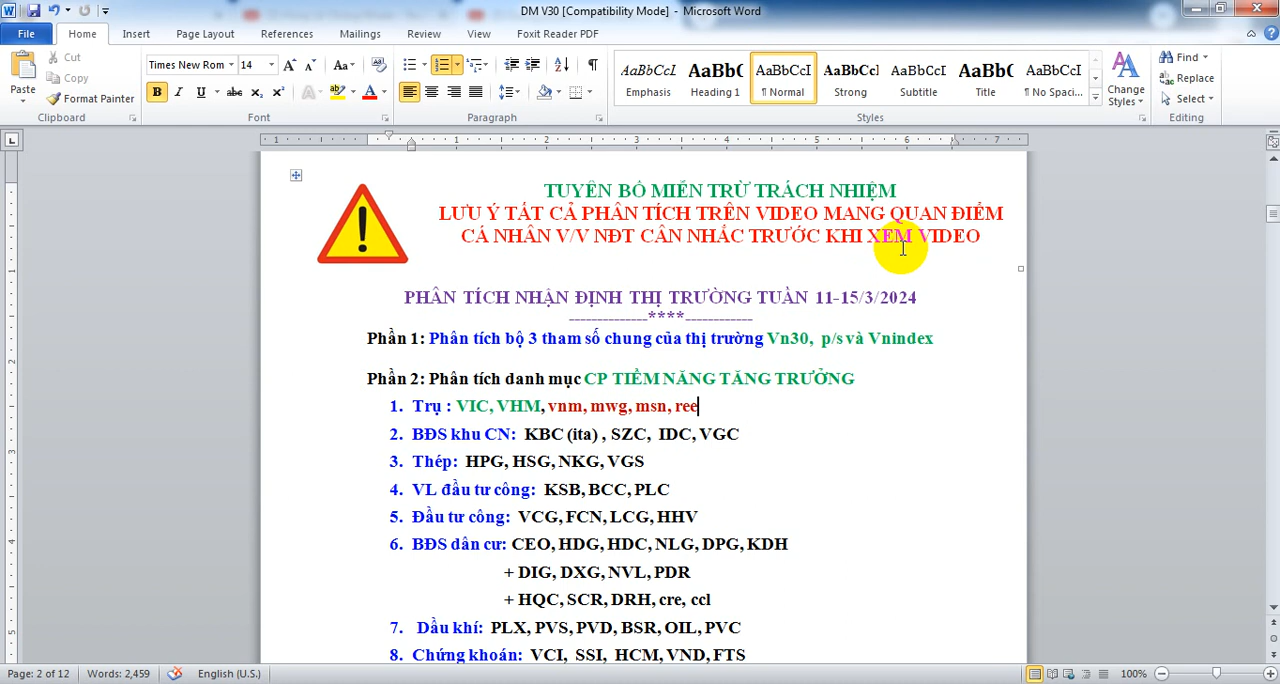 DM V30 [Compatibility Mode] - Microsoft Word
File Home Insert Page Layout References Mailings Review View Foxit Reader PDF
Paste
Cut
Copy
Format Painter
Clipboard
Times New Rom 14
Font
Paragraph
AaBbCcI AaBb( AaBbCcI AaBbCcl AaBbCcI AaBb( AaBbCcI
Emphasis Heading 1 ¶ Normal Strong Subtitle Title ¶ No Spaci...
Change Styles
Styles
Find
Replace
Select
Editing
TUYÊN BỐ MIỄN TRỪ TRÁCH NHIỆM
LƯU Ý TẤT CẢ PHÂN TÍCH TRÊN VIDEO MANG QUAN ĐIỂM
CÁ NHÂN V/V NĐT CÂN NHẮC TRƯỚC KHI XEM VIDEO
PHÂN TÍCH NHẬN ĐỊNH THỊ TRƯỜNG TUẦN 11-15/3/2024
--------------****------------
Phần 1: Phân tích bộ 3 tham số chung của thị trường Vn30, p/s và Vnindex
Phần 2: Phân tích danh mục CP TIỀM NĂNG TĂNG TRƯỞNG
1. Trụ : VIC, VHM, vnm, mwg, msn, ree
2. BĐS khu CN: KBC (ita) , SZC, IDC, VGC
3. Thép: HPG, HSG, NKG, VGS
4. VL đầu tư công: KSB, BCC, PLC
5. Đầu tư công: VCG, FCN, LCG, HHV
6. BĐS dân cư: CEO, HDG, HDC, NLG, DPG, KDH
+ DIG, DXG, NVL, PDR
+ HQC, SCR, DRH, cre, ccl
7. Dầu khí: PLX, PVS, PVD, BSR, OIL, PVC
8. Chứng khoán: VCI, SSI, HCM, VND, FTS
Page: 2 of 12 Words: 2,459 English (U.S.) 100%